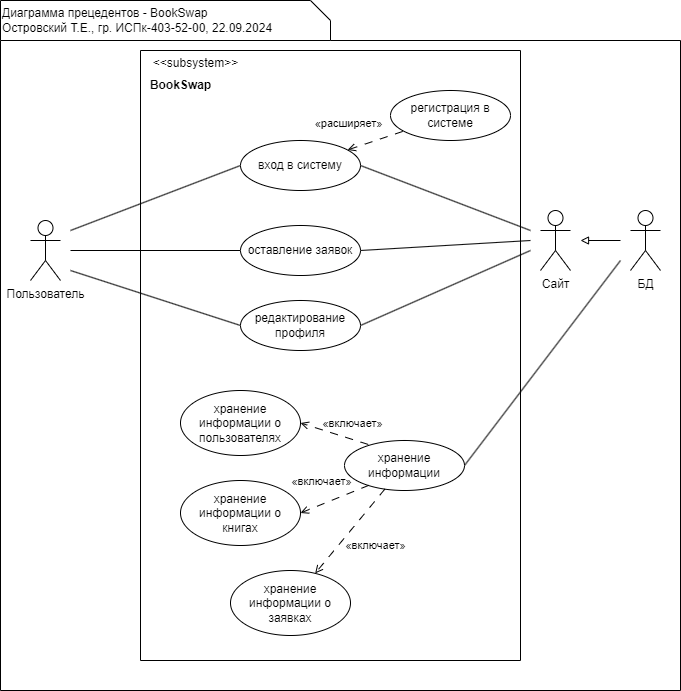 Диаграмма прецедентов - BookSwap
Островский Т.Е., гр. ИСПк-403-52-00, 22.09.2024
<<subsystem>>
BookSwap
регистрация в
системе
«расширяет»
вход в систему
оставление заявок
редактирование
профиля
Пользователь
Сайт
БД
хранение
информации о
пользователях
«включает»
хранение
информации
хранение
информации о
книгах
«включает»
«включает»
хранение
информации о
заявках